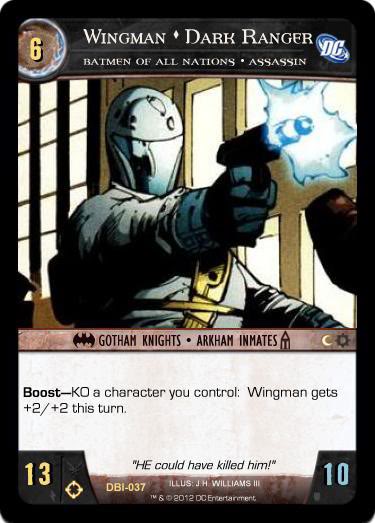 6
Wingman ♦ Dark Ranger
DC
BATMEN OF ALL NATIONS • ASSASSIN
GOTHAM KNIGHTS • ARKHAM INMATES
Boost—KO a character you control: Wingman gets
+2/+2 this turn.
"HE could have killed him!"
13
DBI-037
ILLUS: J.H. WILLIAMS III
10
™ & © 2012 DC Entertainment